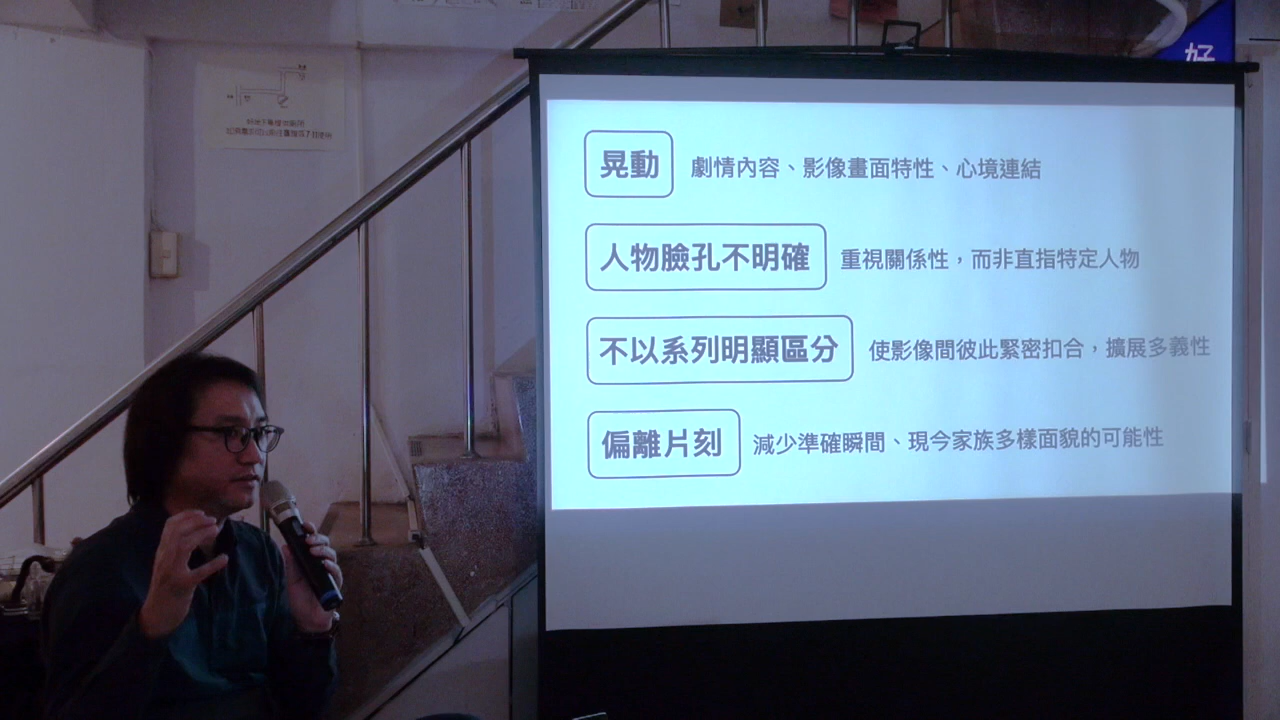 好
晃動 劇情內容、影像畫面特性、心境連結
人物臉孔不明確 重視關係性，而非直指特定人物
不以系列明顯區分 使影像間彼此緊密扣合，擴展多義性
偏離片刻 減少準確瞬間、現今家族多樣面貌的可能性